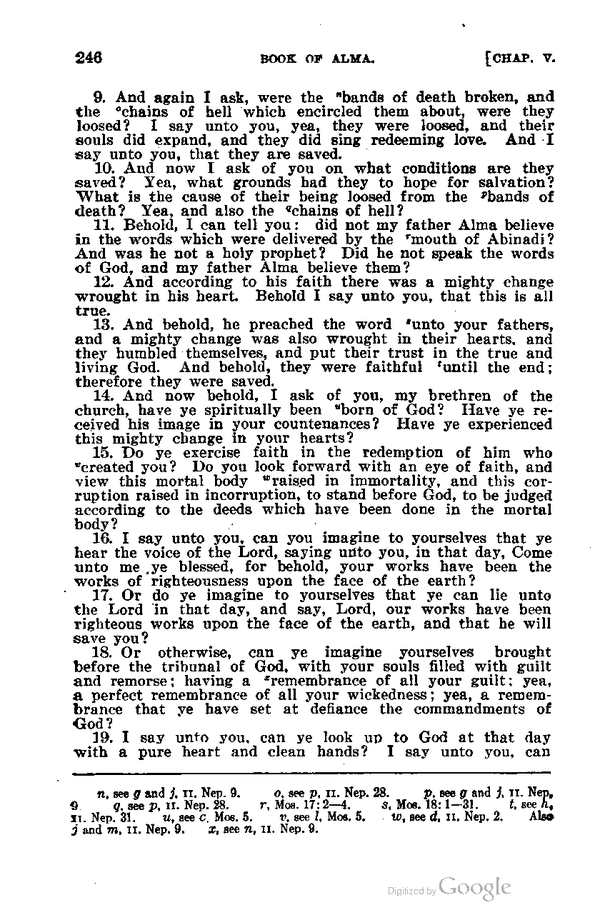 246 BOOK OF ALMA. [CHAP. V.
9. And again I ask, were the ⁿbands of death broken, and
the ᵒchains of hell which encircled them about, were they
loosed? I say unto you, yea, they were loosed, and their
souls did expand, and they did sing redeeming love. And I
say unto you, that they are saved.
10. And now I ask of you on what conditions are they
saved? Yea, what grounds had they to hope for salvation?
What is the cause of their being loosed from the ᵖbands of
death? Yea, and also the qchains of hell?
11. Behold, I can tell you: did not my father Alma believe
in the words which were delivered by the ʳmouth of Abinadi?
And was he not a holy prophet? Did he not speak the words
of God, and my father Alma believe them?
12. And according to his faith there was a mighty change
wrought in his heart. Behold I say unto you, that this is all
true.
13. And behold, he preached the word ˢunto your fathers,
and a mighty change was also wrought in their hearts, and
they humbled themselves, and put their trust in the true and
living God. And behold, they were faithful ᵗuntil the end;
therefore they were saved.
14. And now behold, I ask of you, my brethren of the
church, have ye spiritually been ᵘborn of God? Have ye re-
ceived his image in your countenances? Have ye experienced
this mighty change in your hearts?
15. Do ye exercise faith in the redemption of him who
ᵛcreated you? Do you look forward with an eye of faith, and
view this mortal body ʷraised in immortality, and this cor-
ruption raised in incorruption, to stand before God, to be judged
according to the deeds which have been done in the mortal
body?
16. I say unto you, can you imagine to yourselves that ye
hear the voice of the Lord, saying unto you, in that day, Come
unto me ye blessed, for behold, your works have been the
works of righteousness upon the face of the earth?
17. Or do ye imagine to yourselves that ye can lie unto
the Lord in that day, and say, Lord, our works have been
righteous works upon the face of the earth, and that he will
save you?
18. Or otherwise, can ye imagine yourselves brought
before the tribunal of God, with your souls filled with guilt
and remorse; having a ˣremembrance of all your guilt; yea,
a perfect remembrance of all your wickedness; yea, a remem-
brance that ye have set at defiance the commandments of
God?
19. I say unto you, can ye look up to God at that day
with a pure heart and clean hands? I say unto you, can
n, see g and j, II. Nep. 9. o, see p, II. Nep. 28. p, see g and j, II. Nep.
9. q, see p, II. Nep. 28. r, Mos. 17: 2—4. s, Mos. 18: 1—31. t, see h,
II. Nep. 31. u, see c, Mos. 5. v, see l, Mos. 5. w, see d, II. Nep. 2. Also
j and m, II. Nep. 9. x, see n, II. Nep. 9.
Digitized by Google